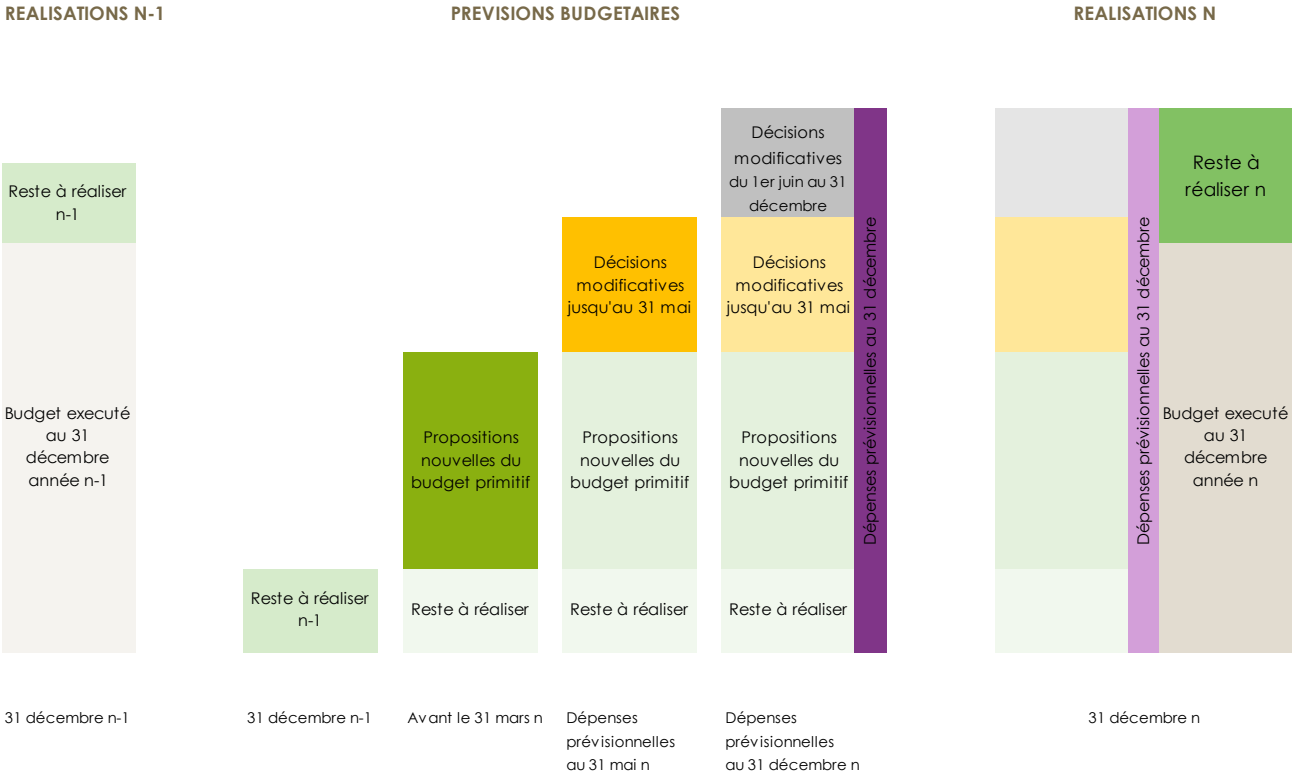 REALISATIONS N-1
PREVISIONS BUDGETAIRES
REALISATIONS N
Reste à réaliser
n-1
Budget executé
au 31
décembre
année n-1
Reste à réaliser
n-1
Propositions
nouvelles du
budget primitif
Reste à réaliser
Décisions
modificatives
jusqu'au 31 mai
Propositions
nouvelles du
budget primitif
Reste à réaliser
Décisions
modificatives
du 1er juin au 31
décembre
Décisions
modificatives
jusqu'au 31 mai
Propositions
nouvelles du
budget primitif
Reste à réaliser
Dépenses prévisionnelles au 31 décembre
Dépenses prévisionnelles au 31 décembre
Reste à
réaliser n
Budget executé
au 31
décembre
année n
31 décembre n-1
31 décembre n-1
Avant le 31 mars n
Dépenses
prévisionnelles
au 31 mai n
Dépenses
prévisionnelles
au 31 décembre n
31 décembre n